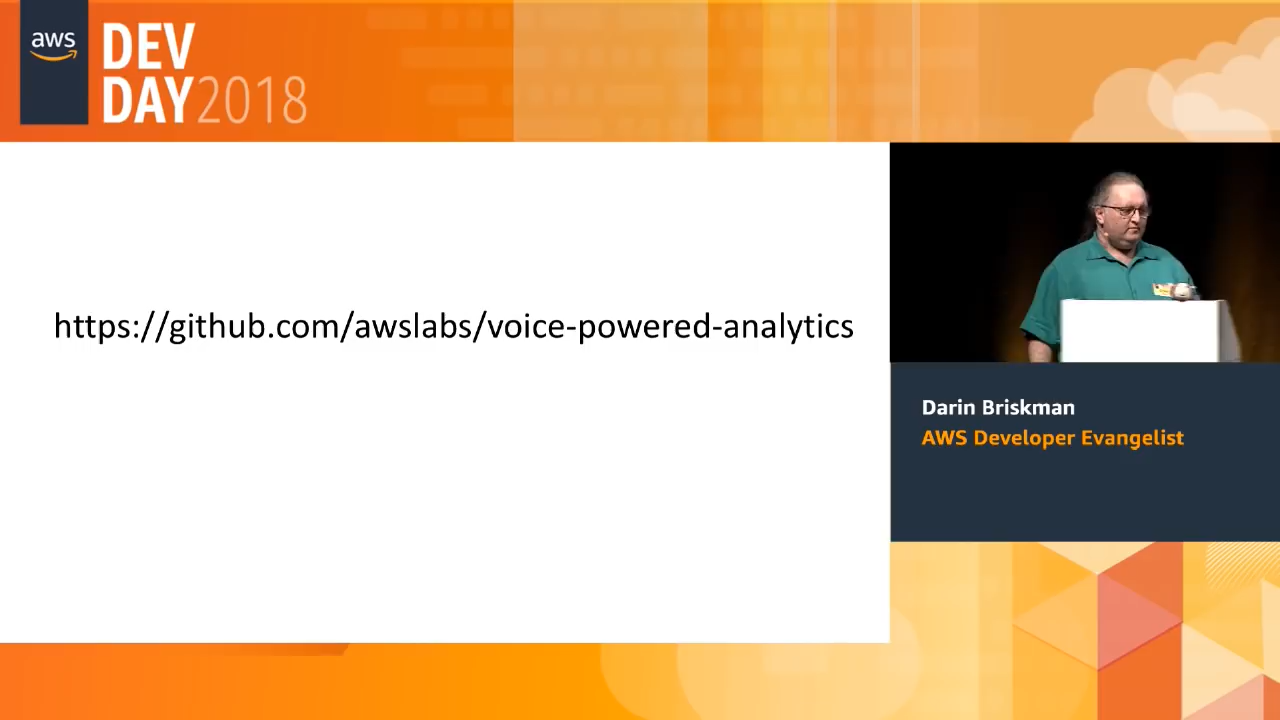 aws
DEV
DAY2018
https://github.com/awslabs/voice-powered-analytics
Darin Briskman
AWS Developer Evangelist